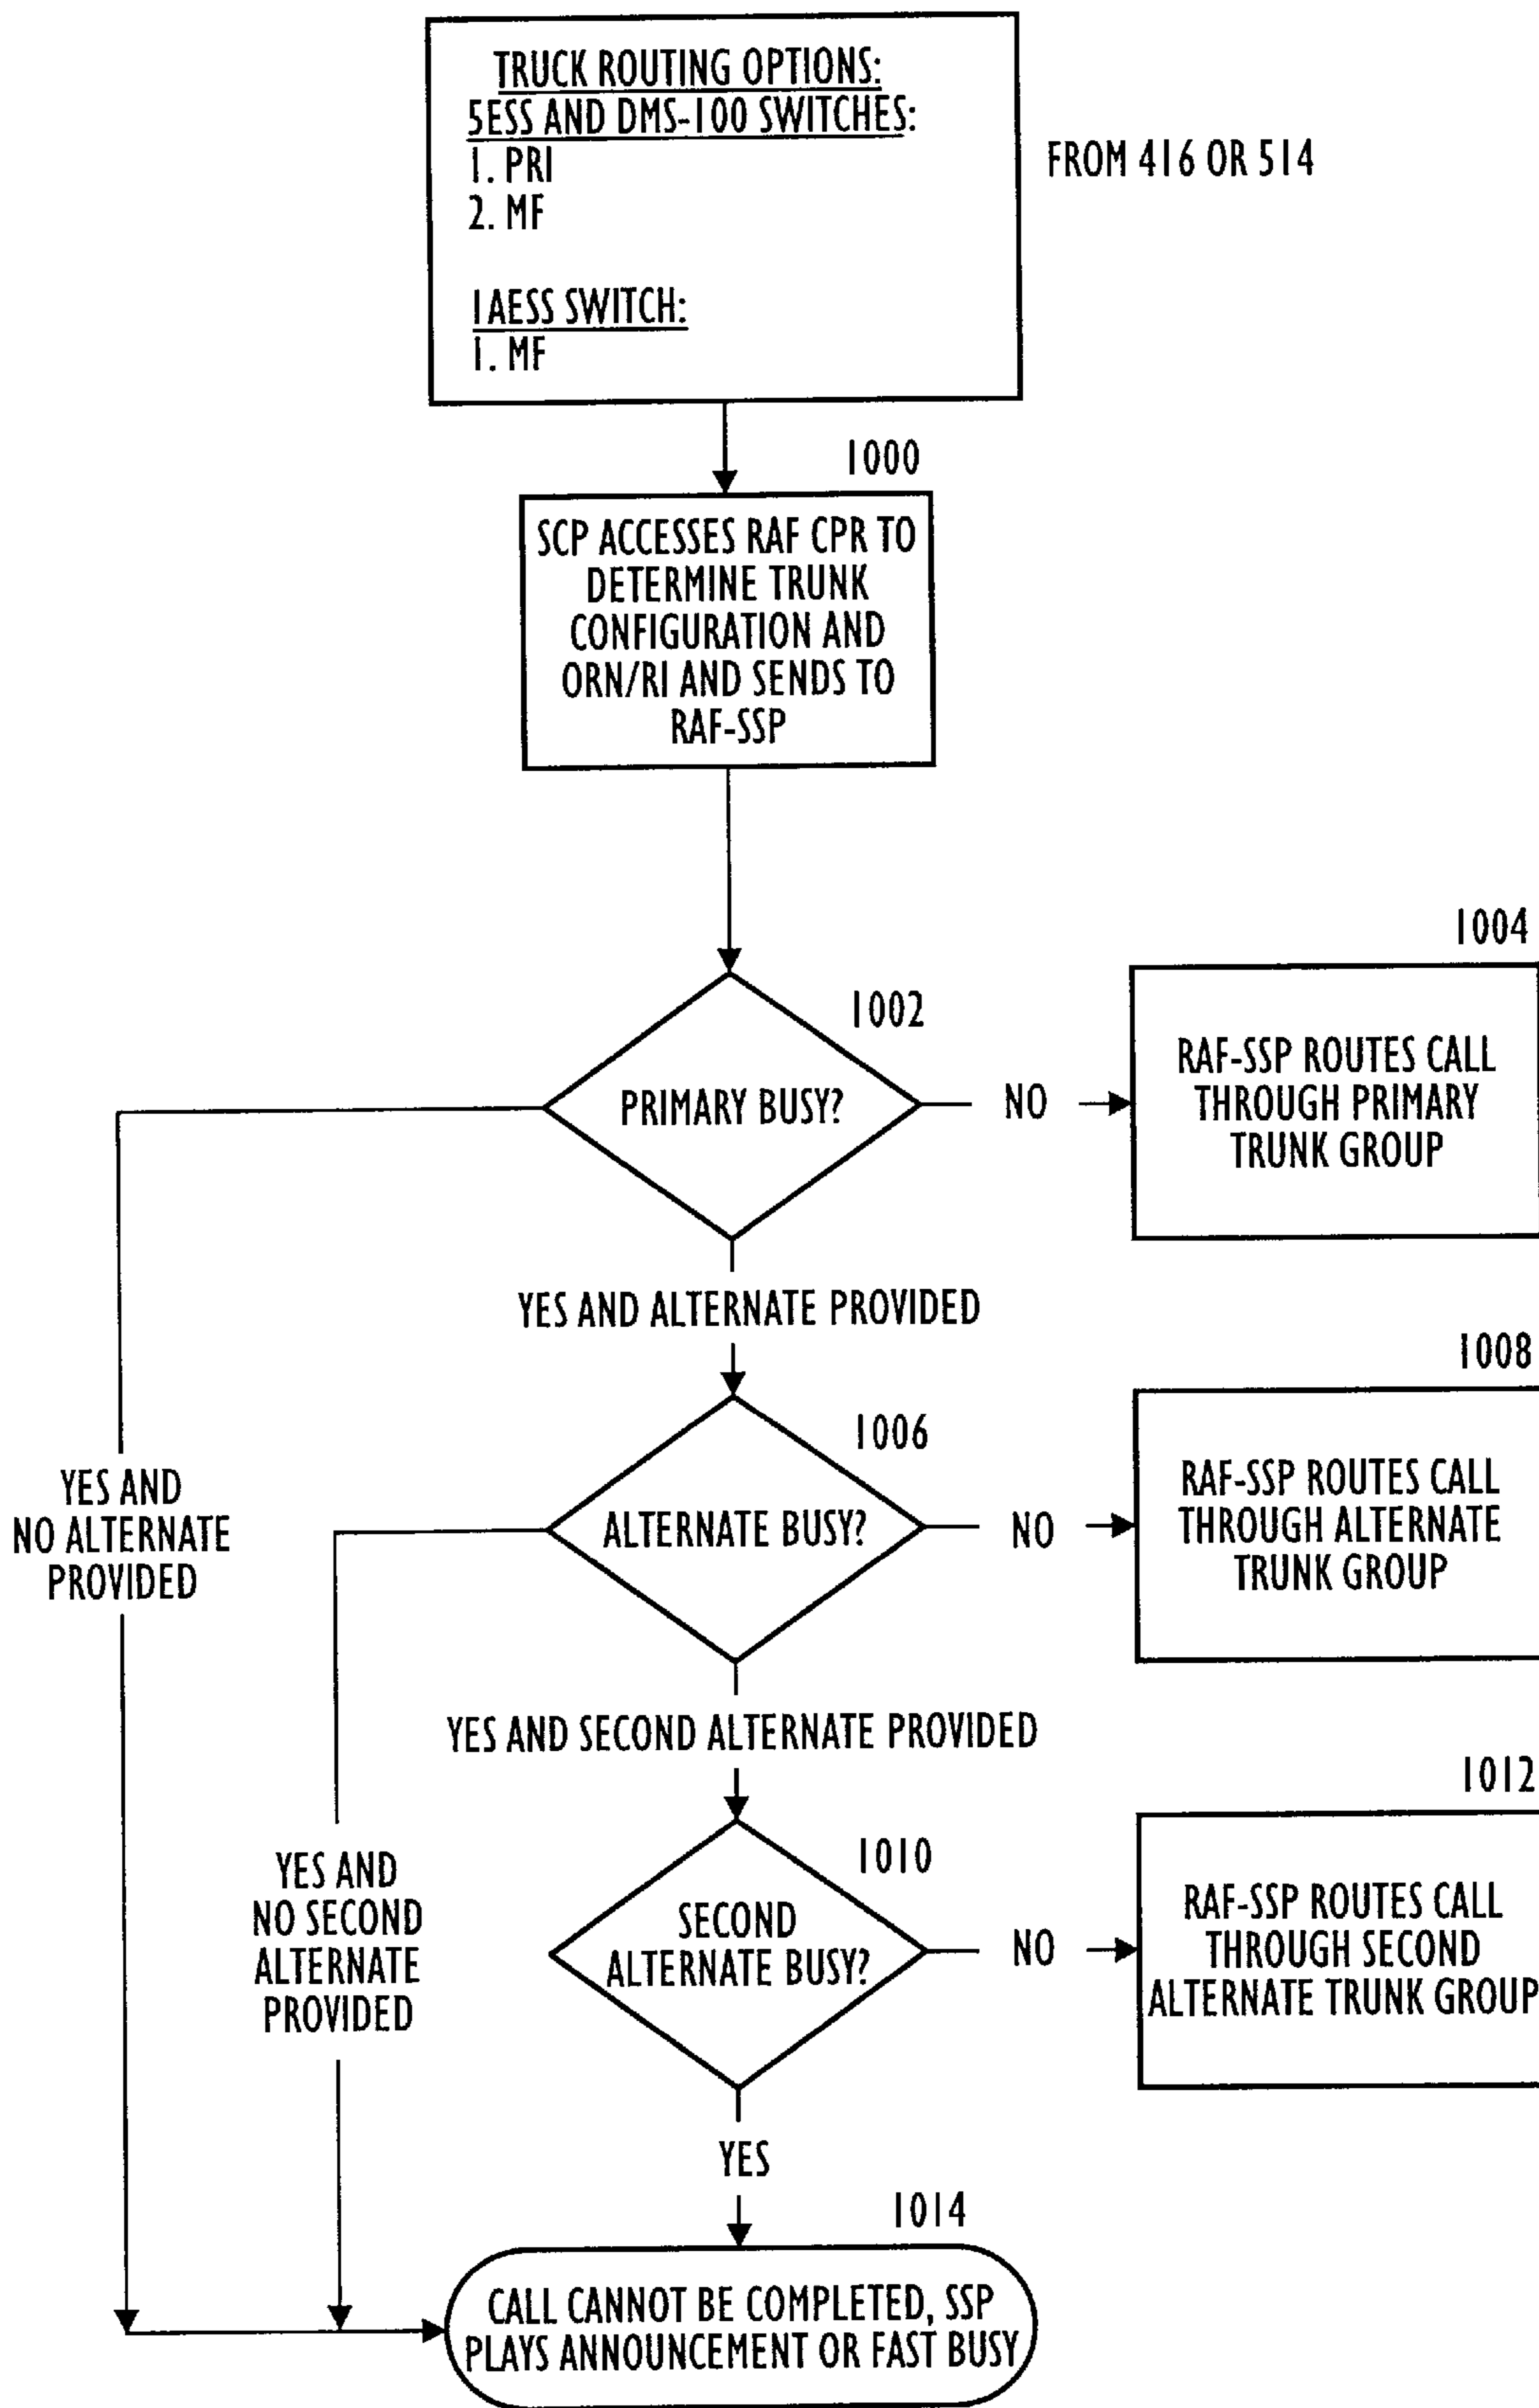 TRUCK ROUTING OPTIONS:
5ESS AND DMS-100 SWITCHES:
1. PRI
2. MF
1AESS SWITCH:
1. MF
FROM 416 OR 514
1000
SCP ACCESSES RAF CPR TO
DETERMINE TRUNK
CONFIGURATION AND
ORN/RI AND SENDS TO
RAF-SSP
1002
PRIMARY BUSY?
NO
1004
RAF-SSP ROUTES CALL
THROUGH PRIMARY
TRUNK GROUP
YES AND ALTERNATE PROVIDED
YES AND
NO ALTERNATE
PROVIDED
1006
ALTERNATE BUSY?
NO
1008
RAF-SSP ROUTES CALL
THROUGH ALTERNATE
TRUNK GROUP
YES AND SECOND ALTERNATE PROVIDED
YES AND
NO SECOND
ALTERNATE
PROVIDED
1010
SECOND
ALTERNATE BUSY?
NO
1012
RAF-SSP ROUTES CALL
THROUGH SECOND
ALTERNATE TRUNK GROUP
YES
1014
CALL CANNOT BE COMPLETED, SSP
PLAYS ANNOUNCEMENT OR FAST BUSY